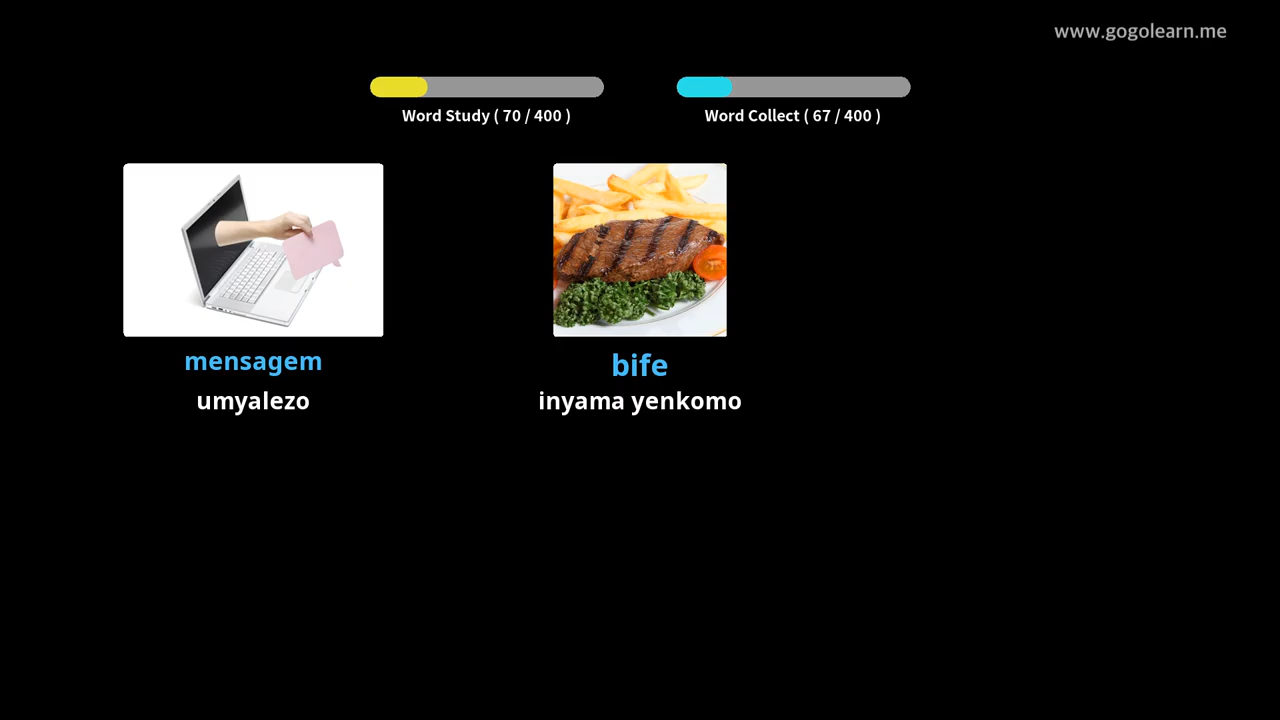 www.gogolearn.me
Word Study ( 70 / 400 )
Word Collect ( 67 / 400 )
mensagem
umyalezo
bife
inyama yenkomo